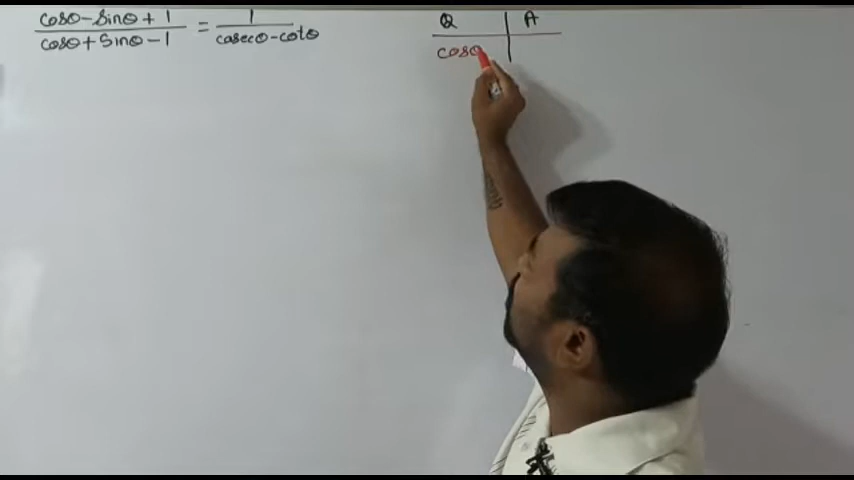 cosθ-sinθ+1 / cosθ+sinθ-1 = 1 / cosecθ-cotθ
Q | A
cosθ